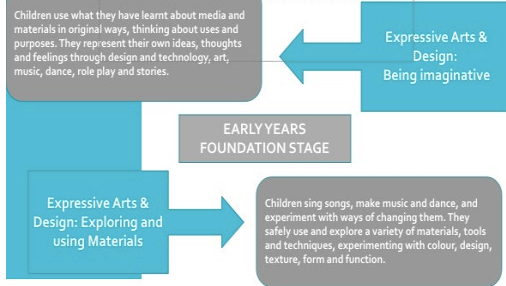 Children use what they have learnt about media and
materials in original ways, thinking about uses and
purposes. They represent their own ideas, thoughts
and feelings through design and technology, art,
music, dance, role play and stories.
Expressive Arts &
Design:
Being imaginative
EARLY YEARS
FOUNDATION STAGE
Expressive Arts &
Design: Exploring and
using Materials
Children sing songs, make music and dance, and
experiment with ways of changing them. They
safely use and explore a variety of materials, tools
and techniques, experimenting with colour, design,
texture, form and function.